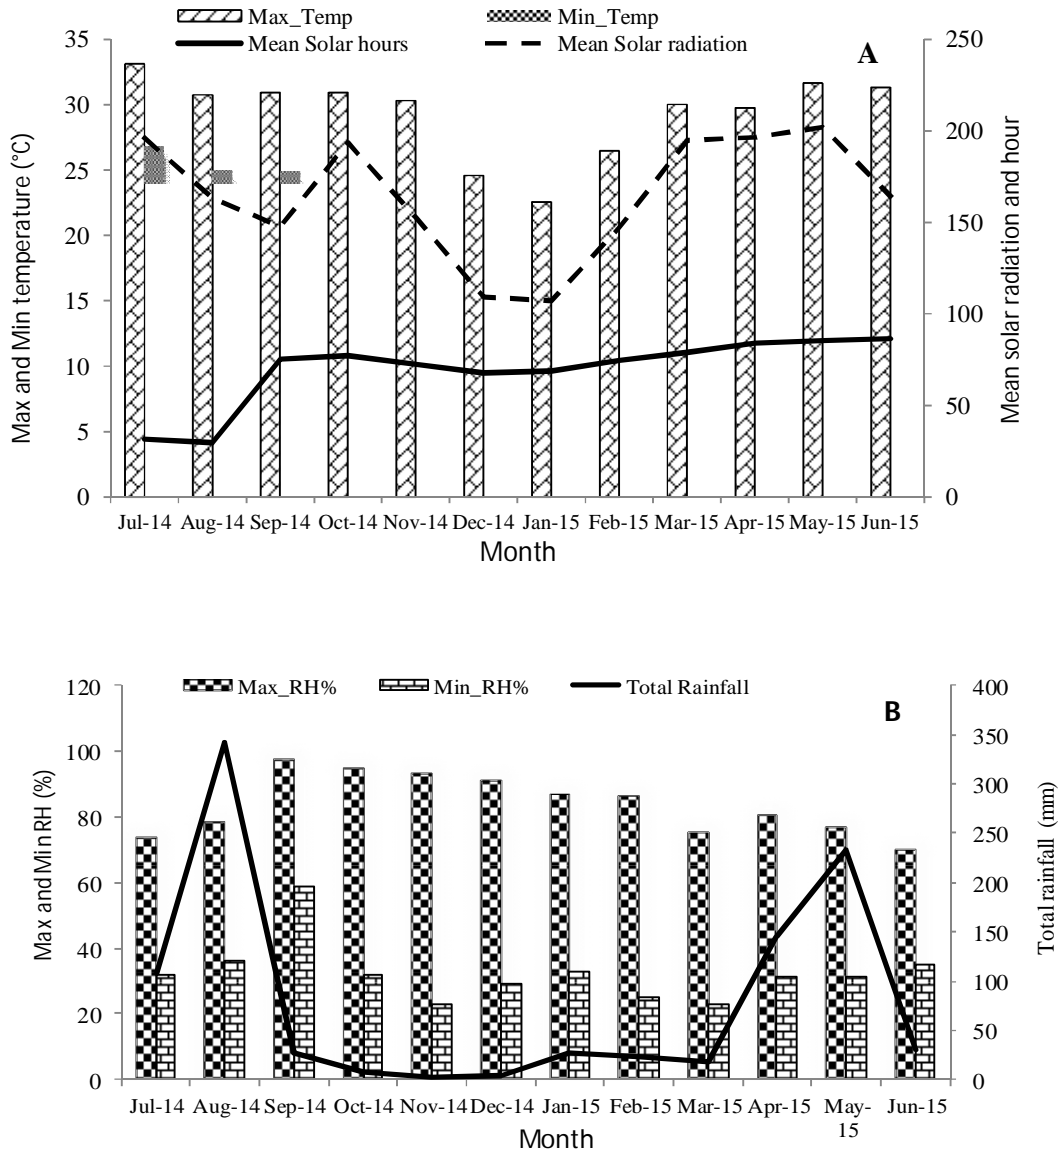 Max_Temp Min_Temp
Mean Solar hours Mean Solar radiation
A
Max and Min temperature (°C)
35
30
25
20
15
10
5
0
250
200
150
100
50
0
Mean solar radiation and hour
Jul-14 Aug-14 Sep-14 Oct-14 Nov-14 Dec-14 Jan-15 Feb-15 Mar-15 Apr-15 May-15 Jun-15
Month
Max_RH% Min_RH% Total Rainfall
B
Max and Min RH (%)
120
100
80
60
40
20
0
400
350
300
250
200
150
100
50
0
Total rainfall (mm)
Jul-14 Aug-14 Sep-14 Oct-14 Nov-14 Dec-14 Jan-15 Feb-15 Mar-15 Apr-15 May- Jun-15
15
Month